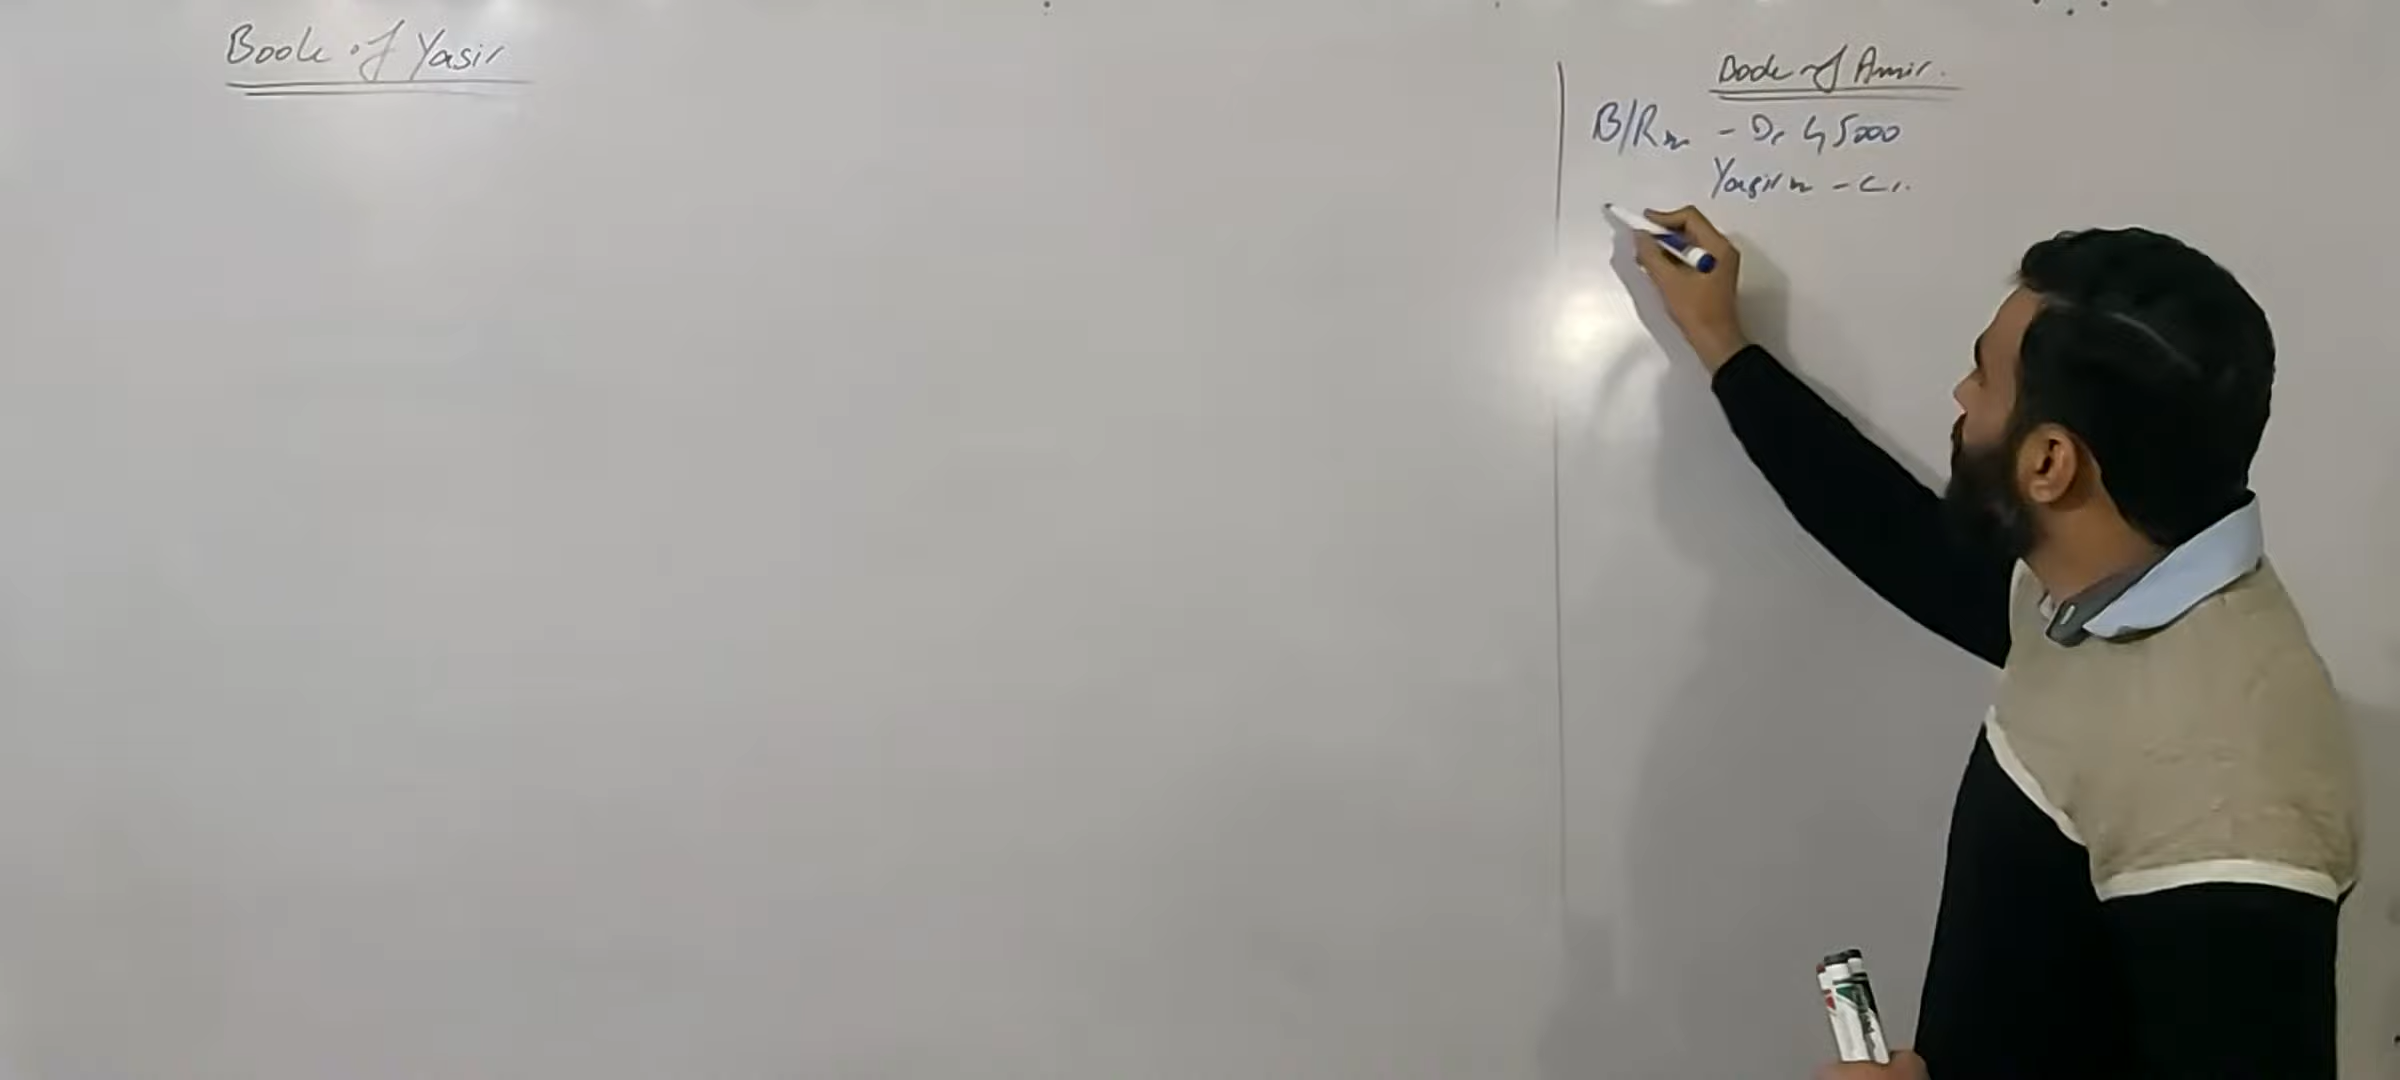 Book of Yasir
Book of Amir.
B/R - Dr 45000
Yasir - Cr.